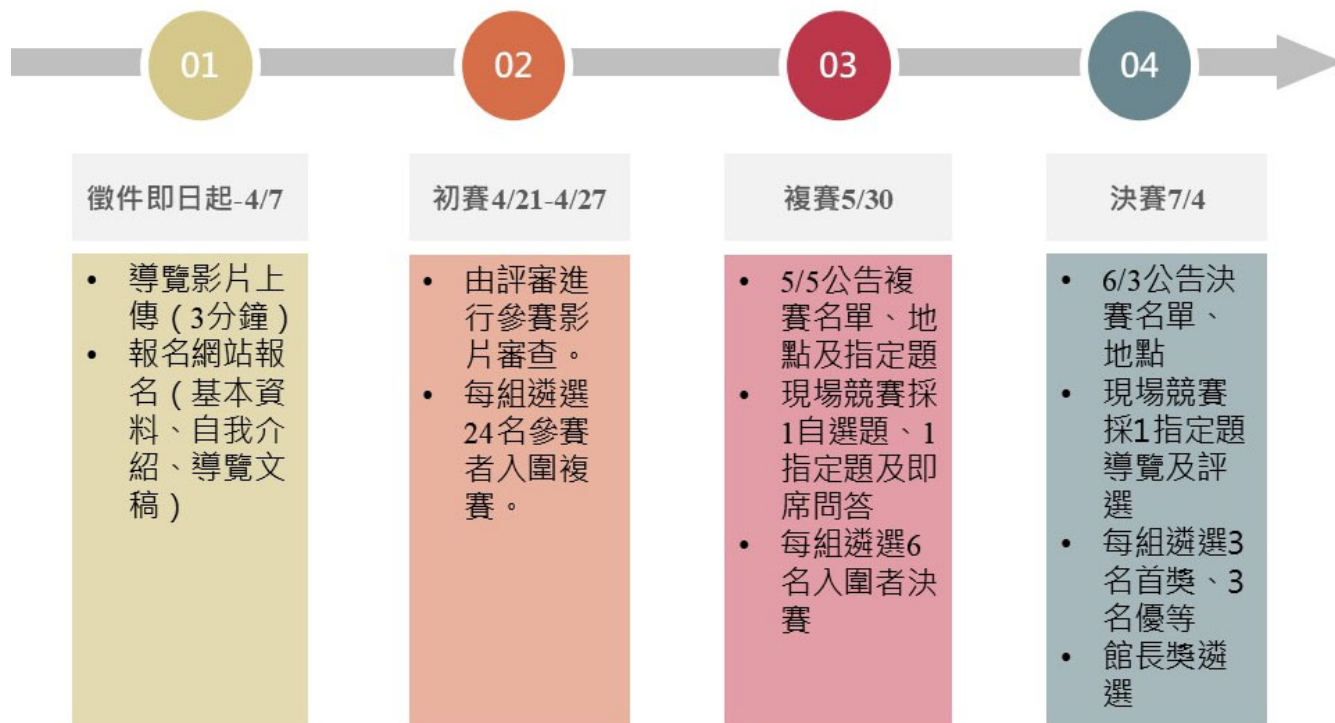 01
02
03
04
徵件即日起-4/7
• 導覽影片上
傳（3分鐘）
• 報名網站報
名（基本資
料、自我介
紹、導覽文
稿）
初賽4/21-4/27
• 由評審進
行參賽影
片審查。
• 每組遴選
24名參賽
者入圍複
賽。
複賽5/30
• 5/5公告複
賽名單、地
點及指定題
• 現場競賽採
1自選題、1
指定題及即
席問答
• 每組遴選6
名入圍者決
賽
決賽7/4
• 6/3公告決
賽名單、
地點
• 現場競賽
採1指定題
導覽及評
選
• 每組遴選3
名首獎、3
名優等
• 館長獎遴
選